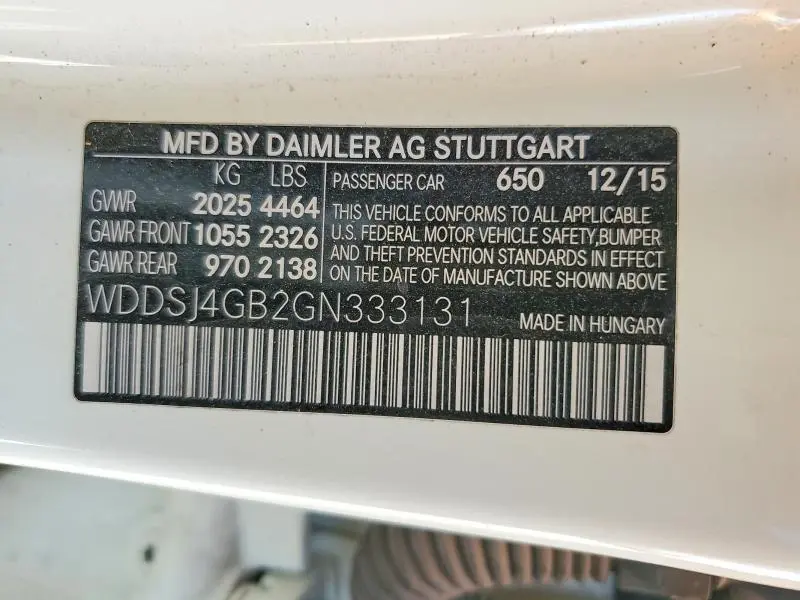 MFD BY DAIMLER AG STUTTGART
KG LBS
GVWR 2025 4464
GAWR FRONT 1055 2326
GAWR REAR 970 2138
PASSENGER CAR 650 12/15
THIS VEHICLE CONFORMS TO ALL APPLICABLE
U.S. FEDERAL MOTOR VEHICLE SAFETY,BUMPER
AND THEFT PREVENTION STANDARDS IN EFFECT
ON THE DATE OF MANUFACTURE SHOWN ABOVE
WDDSJ4GB2GN333131
MADE IN HUNGARY